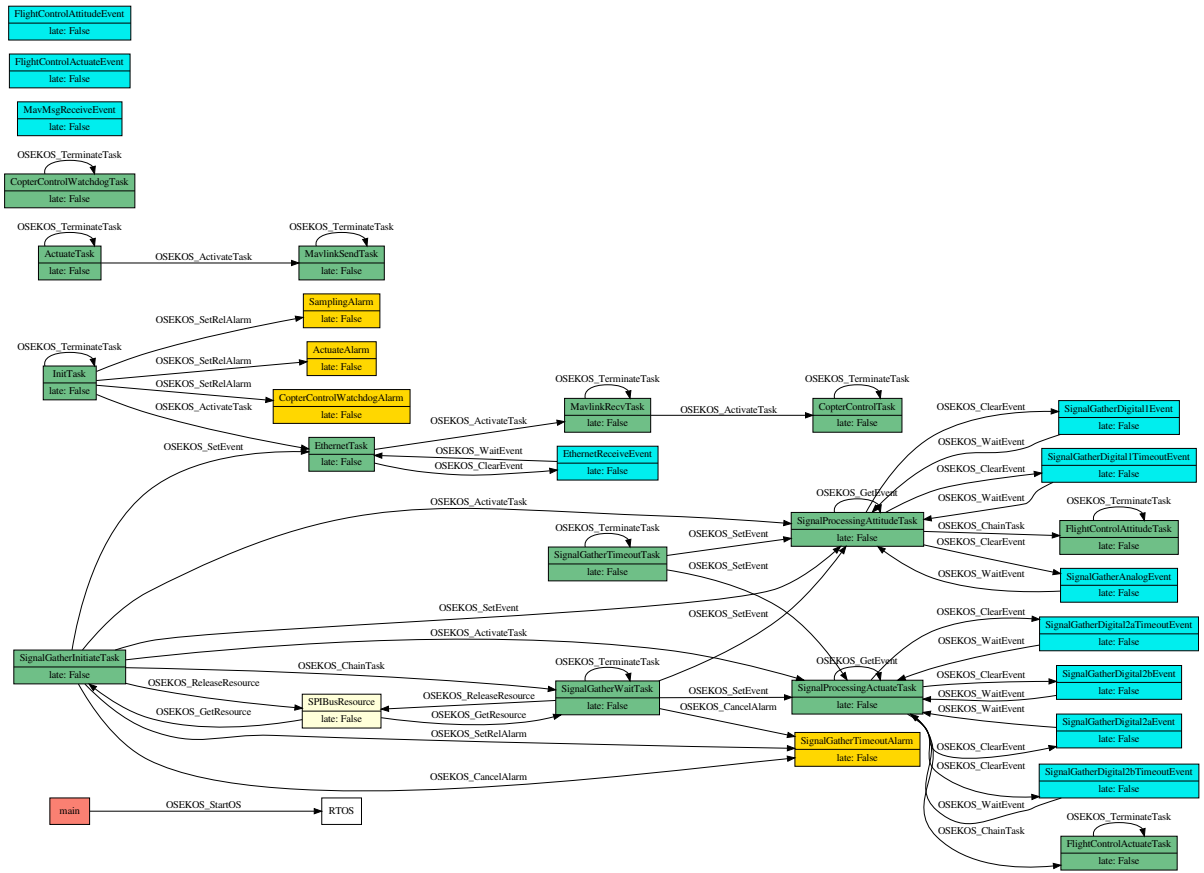 FlightControlAttitudeEvent
late: False
FlightControlActuateEvent
late: False
MavMsgReceiveEvent
late: False
OSEKOS_TerminateTask
CopterControlWatchdogTask
late: False
OSEKOS_TerminateTask
ActuateTask
late: False
OSEKOS_ActivateTask
OSEKOS_TerminateTask
MavlinkSendTask
late: False
OSEKOS_TerminateTask
InitTask
late: False
OSEKOS_SetRelAlarm
SamplingAlarm
late: False
OSEKOS_SetRelAlarm
ActuateAlarm
late: False
OSEKOS_SetRelAlarm
CopterControlWatchdogAlarm
late: False
OSEKOS_ActivateTask
OSEKOS_SetEvent
EthernetTask
late: False
OSEKOS_ActivateTask
OSEKOS_WaitEvent
OSEKOS_ClearEvent
OSEKOS_TerminateTask
MavlinkRecvTask
late: False
OSEKOS_ActivateTask
EthernetReceiveEvent
late: False
OSEKOS_TerminateTask
CopterControlTask
late: False
OSEKOS_ActivateTask
OSEKOS_TerminateTask
SignalGatherTimeoutTask
late: False
OSEKOS_SetEvent
OSEKOS_SetEvent
OSEKOS_GetEvent
SignalProcessingAttitudeTask
late: False
OSEKOS_ClearEvent
OSEKOS_WaitEvent
OSEKOS_ClearEvent
OSEKOS_WaitEvent
OSEKOS_ChainTask
OSEKOS_ClearEvent
OSEKOS_WaitEvent
SignalGatherDigital1Event
late: False
SignalGatherDigital1TimeoutEvent
late: False
OSEKOS_TerminateTask
FlightControlAttitudeTask
late: False
SignalGatherAnalogEvent
late: False
SignalGatherInitiateTask
late: False
OSEKOS_SetEvent
OSEKOS_ActivateTask
OSEKOS_ChainTask
OSEKOS_ReleaseResource
OSEKOS_GetResource
SPIBusResource
late: False
OSEKOS_SetRelAlarm
OSEKOS_CancelAlarm
OSEKOS_ReleaseResource
OSEKOS_GetResource
OSEKOS_TerminateTask
SignalGatherWaitTask
late: False
OSEKOS_SetEvent
OSEKOS_SetEvent
OSEKOS_CancelAlarm
OSEKOS_GetEvent
SignalProcessingActuateTask
late: False
SignalGatherTimeoutAlarm
late: False
OSEKOS_ClearEvent
OSEKOS_WaitEvent
OSEKOS_ClearEvent
OSEKOS_WaitEvent
OSEKOS_WaitEvent
OSEKOS_ClearEvent
OSEKOS_ClearEvent
OSEKOS_WaitEvent
OSEKOS_ChainTask
SignalGatherDigital2aTimeoutEvent
late: False
SignalGatherDigital2bEvent
late: False
SignalGatherDigital2aEvent
late: False
SignalGatherDigital2bTimeoutEvent
late: False
OSEKOS_TerminateTask
FlightControlActuateTask
late: False
main
OSEKOS_StartOS
RTOS